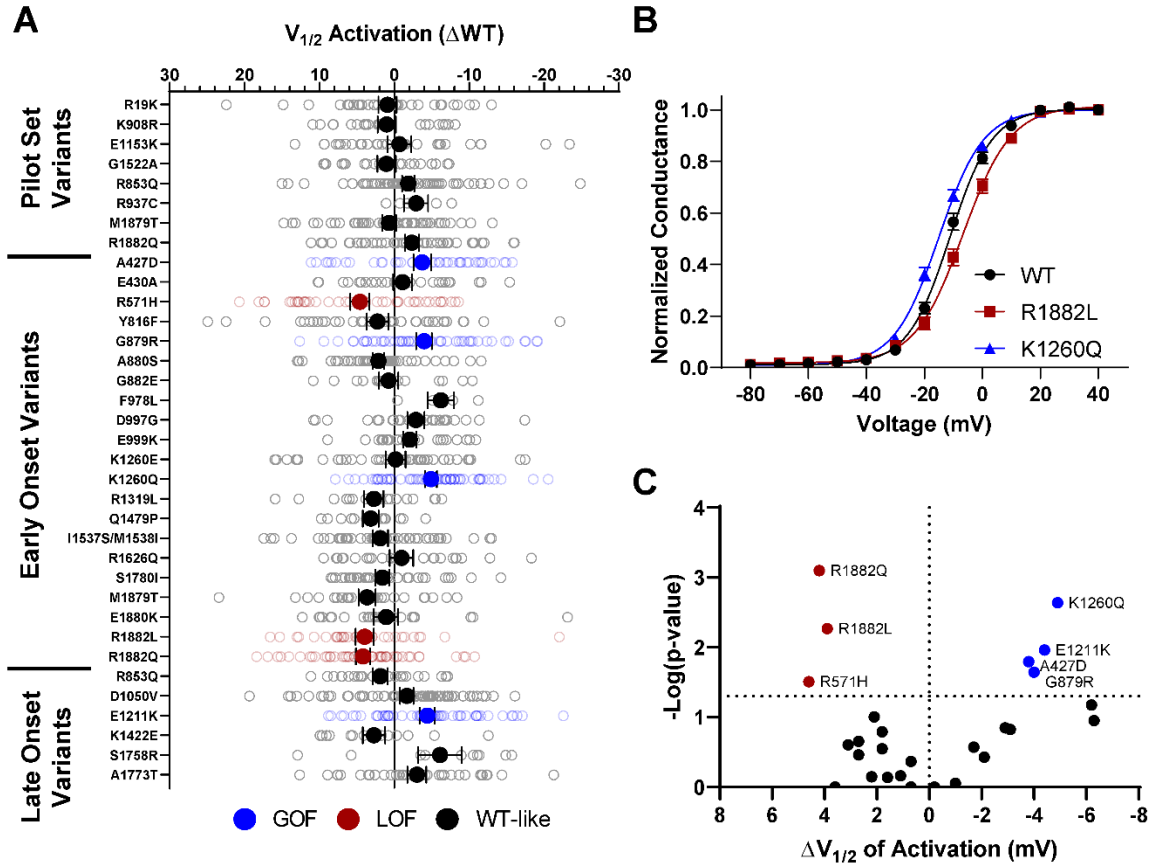 A
V1/2 Activation (ΔWT)
30 20 10 0 -10 -20 -30
Pilot Set
Variants
R19K
K908R
E1153K
G1522A
R853Q
R937C
M1879T
R1882Q
Early Onset Variants
A427D
E430A
R571H
Y816F
G879R
A880S
G882E
F978L
D997G
E999K
K1260E
K1260Q
R1319L
Q1479P
I1537S/M1538I
R1626Q
S1780I
M1879T
E1880K
R1882L
R1882Q
Late Onset
Variants
R853Q
D1050V
E1211K
K1422E
S1758R
A1773T
GOF LOF WT-like
B
Normalized Conductance
1.0
0.8
0.6
0.4
0.2
0.0
-80 -60 -40 -20 0 20 40
Voltage (mV)
WT
R1882L
K1260Q
C
-Log(p-value)
4
3
2
1
0
8 6 4 2 0 -2 -4 -6 -8
ΔV1/2 of Activation (mV)
R1882Q
K1260Q
R1882L
E1211K
A427D
G879R
R571H